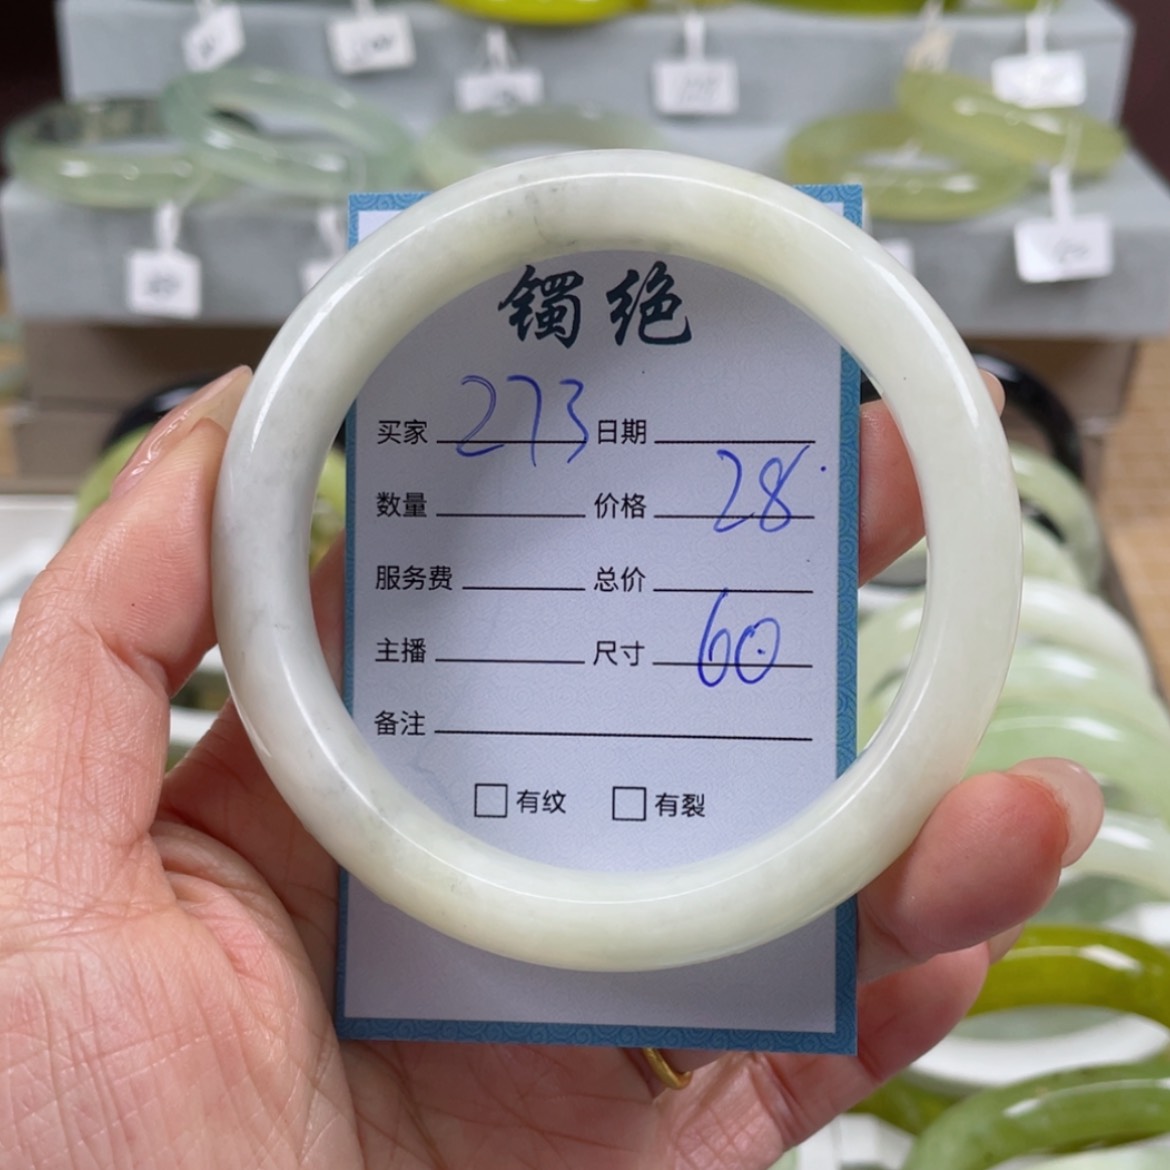 镯绝
买家 273 日期
数量 价格 28
服务费 总价
主播 尺寸 60
备注
有纹 有裂